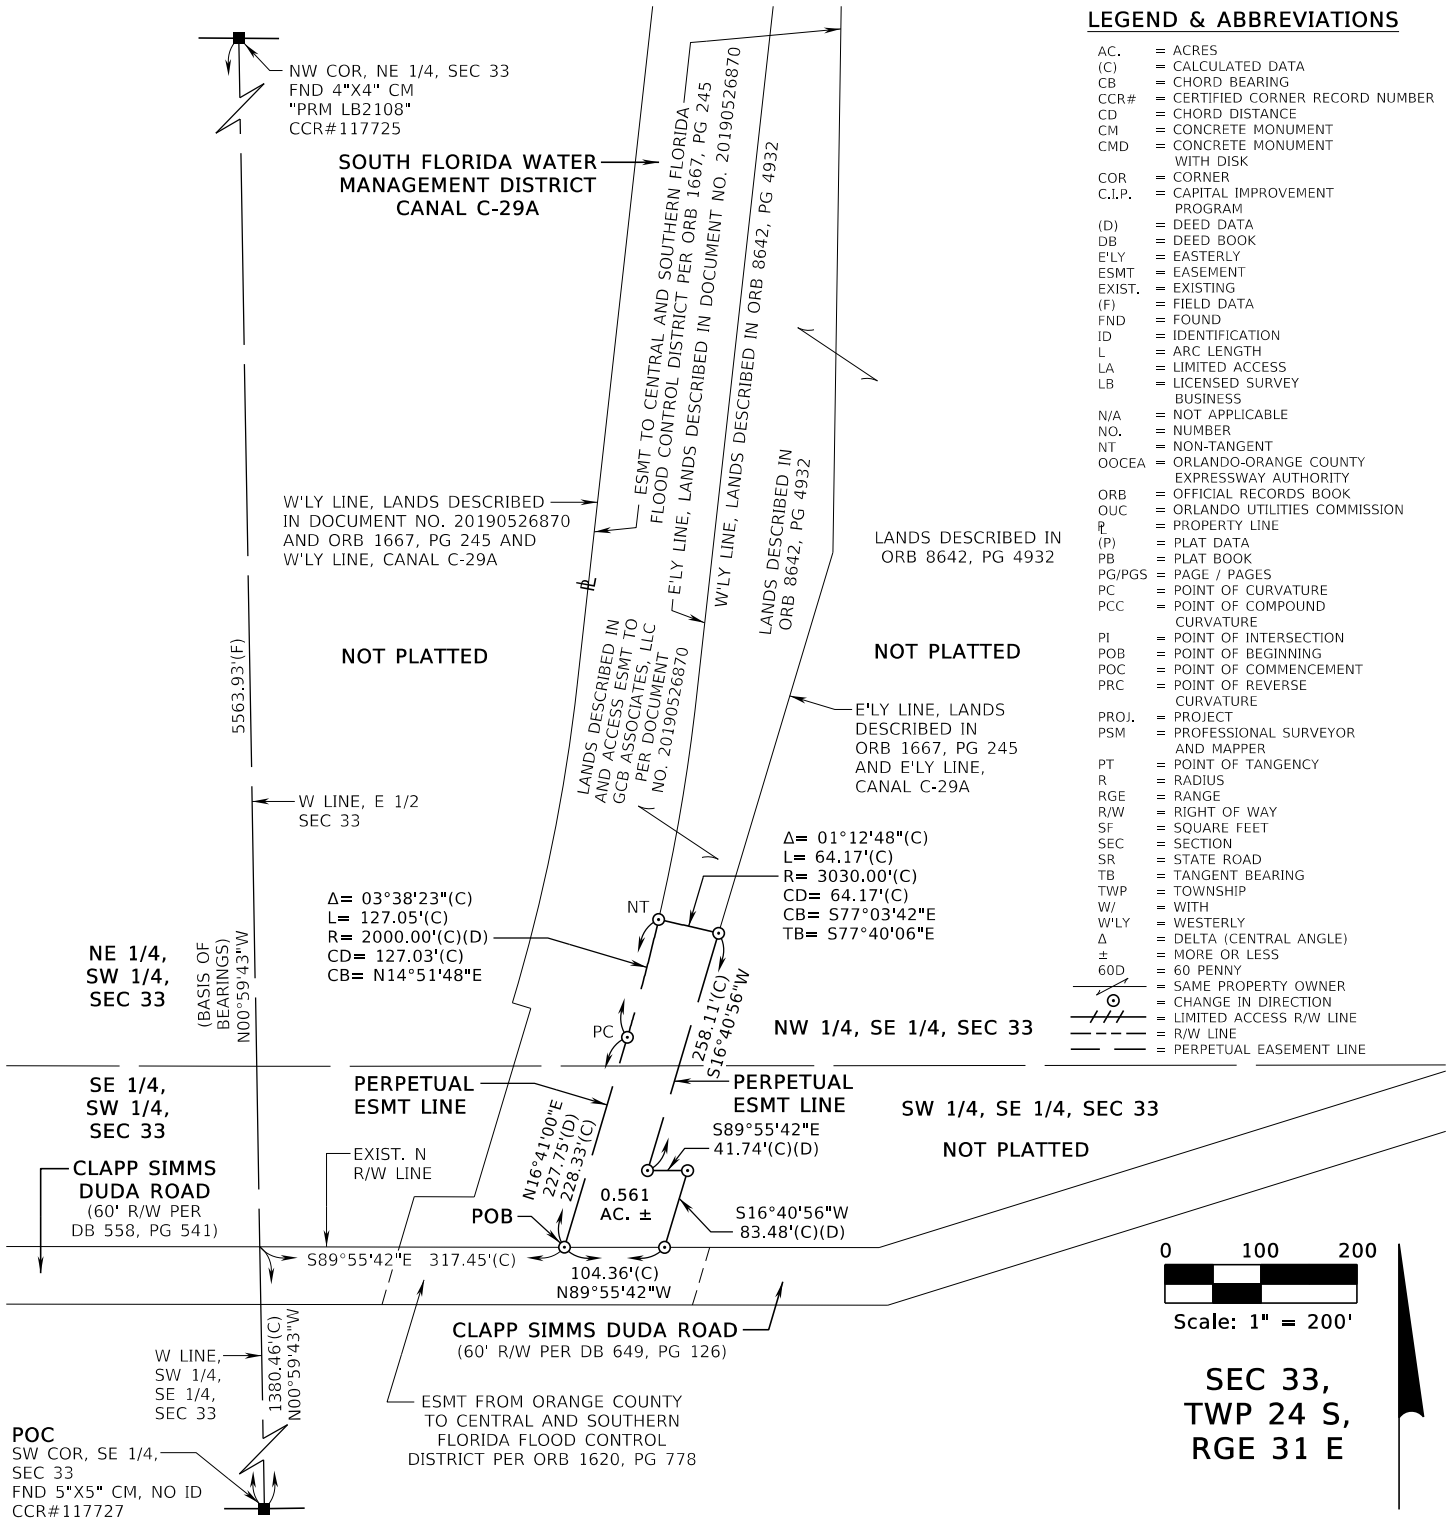 NW COR, NE 1/4, SEC 33
FND 4"X4" CM
"PRM LB2108"
CCR#117725
SOUTH FLORIDA WATER
MANAGEMENT DISTRICT
CANAL C-29A
ESMT TO CENTRAL AND SOUTHERN FLORIDA
FLOOD CONTROL DISTRICT PER ORB 1667, PG 245
E'LY LINE, LANDS DESCRIBED IN DOCUMENT NO. 20190526870
W'LY LINE, LANDS DESCRIBED IN ORB 8642, PG 4932
LANDS DESCRIBED IN
ORB 8642, PG 4932
W'LY LINE, LANDS DESCRIBED
IN DOCUMENT NO. 20190526870
AND ORB 1667, PG 245 AND
W'LY LINE, CANAL C-29A
PL
LANDS DESCRIBED IN
ORB 8642, PG 4932
NOT PLATTED
NOT PLATTED
LANDS DESCRIBED IN
AND ACCESS ESMT TO
GCB ASSOCIATES, LLC
PER DOCUMENT
NO. 20190526870
E'LY LINE, LANDS
DESCRIBED IN
ORB 1667, PG 245
AND E'LY LINE,
CANAL C-29A
5563.93'(F)
W LINE, E 1/2
SEC 33
(BASIS OF
BEARINGS)
N00°59'43"W
Δ= 03°38'23"(C)
L= 127.05'(C)
R= 2000.00'(C)(D)
CD= 127.03'(C)
CB= N14°51'48"E
NT
Δ= 01°12'48"(C)
L= 64.17'(C)
R= 3030.00'(C)
CD= 64.17'(C)
CB= S77°03'42"E
TB= S77°40'06"E
NE 1/4,
SW 1/4,
SEC 33
PC
258.11'(C)
S16°40'56"W
NW 1/4, SE 1/4, SEC 33
SE 1/4,
SW 1/4,
SEC 33
PERPETUAL
ESMT LINE
PERPETUAL
ESMT LINE
SW 1/4, SE 1/4, SEC 33
NOT PLATTED
N16°41'00"E
227.75'(D)
228.33'(C)
S89°55'42"E
41.74'(C)(D)
EXIST. N
R/W LINE
CLAPP SIMMS
DUDA ROAD
(60' R/W PER
DB 558, PG 541)
0.561
AC. ±
POB
S16°40'56"W
83.48'(C)(D)
S89°55'42"E 317.45'(C)
104.36'(C)
N89°55'42"W
CLAPP SIMMS DUDA ROAD
(60' R/W PER DB 649, PG 126)
1380.46'(C)
N00°59'43"W
W LINE,
SW 1/4,
SE 1/4,
SEC 33
ESMT FROM ORANGE COUNTY
TO CENTRAL AND SOUTHERN
FLORIDA FLOOD CONTROL
DISTRICT PER ORB 1620, PG 778
POC
SW COR, SE 1/4,
SEC 33
FND 5"X5" CM, NO ID
CCR#117727
LEGEND & ABBREVIATIONS
AC. = ACRES
(C) = CALCULATED DATA
CB = CHORD BEARING
CCR# = CERTIFIED CORNER RECORD NUMBER
CD = CHORD DISTANCE
CM = CONCRETE MONUMENT
CMD = CONCRETE MONUMENT
WITH DISK
COR = CORNER
C.I.P. = CAPITAL IMPROVEMENT
PROGRAM
(D) = DEED DATA
DB = DEED BOOK
E'LY = EASTERLY
ESMT = EASEMENT
EXIST. = EXISTING
(F) = FIELD DATA
FND = FOUND
ID = IDENTIFICATION
L = ARC LENGTH
LA = LIMITED ACCESS
LB = LICENSED SURVEY
BUSINESS
N/A = NOT APPLICABLE
NO. = NUMBER
NT = NON-TANGENT
OOCEA = ORLANDO-ORANGE COUNTY
EXPRESSWAY AUTHORITY
ORB = OFFICIAL RECORDS BOOK
OUC = ORLANDO UTILITIES COMMISSION
PL = PROPERTY LINE
(P) = PLAT DATA
PB = PLAT BOOK
PG/PGS = PAGE / PAGES
PC = POINT OF CURVATURE
PCC = POINT OF COMPOUND
CURVATURE
PI = POINT OF INTERSECTION
POB = POINT OF BEGINNING
POC = POINT OF COMMENCEMENT
PRC = POINT OF REVERSE
CURVATURE
PROJ. = PROJECT
PSM = PROFESSIONAL SURVEYOR
AND MAPPER
PT = POINT OF TANGENCY
R = RADIUS
RGE = RANGE
R/W = RIGHT OF WAY
SF = SQUARE FEET
SEC = SECTION
SR = STATE ROAD
TB = TANGENT BEARING
TWP = TOWNSHIP
W/ = WITH
W'LY = WESTERLY
Δ = DELTA (CENTRAL ANGLE)
± = MORE OR LESS
60D = 60 PENNY
= SAME PROPERTY OWNER
= CHANGE IN DIRECTION
= LIMITED ACCESS R/W LINE
= R/W LINE
= PERPETUAL EASEMENT LINE
0 100 200
Scale: 1" = 200'
SEC 33,
TWP 24 S,
RGE 31 E